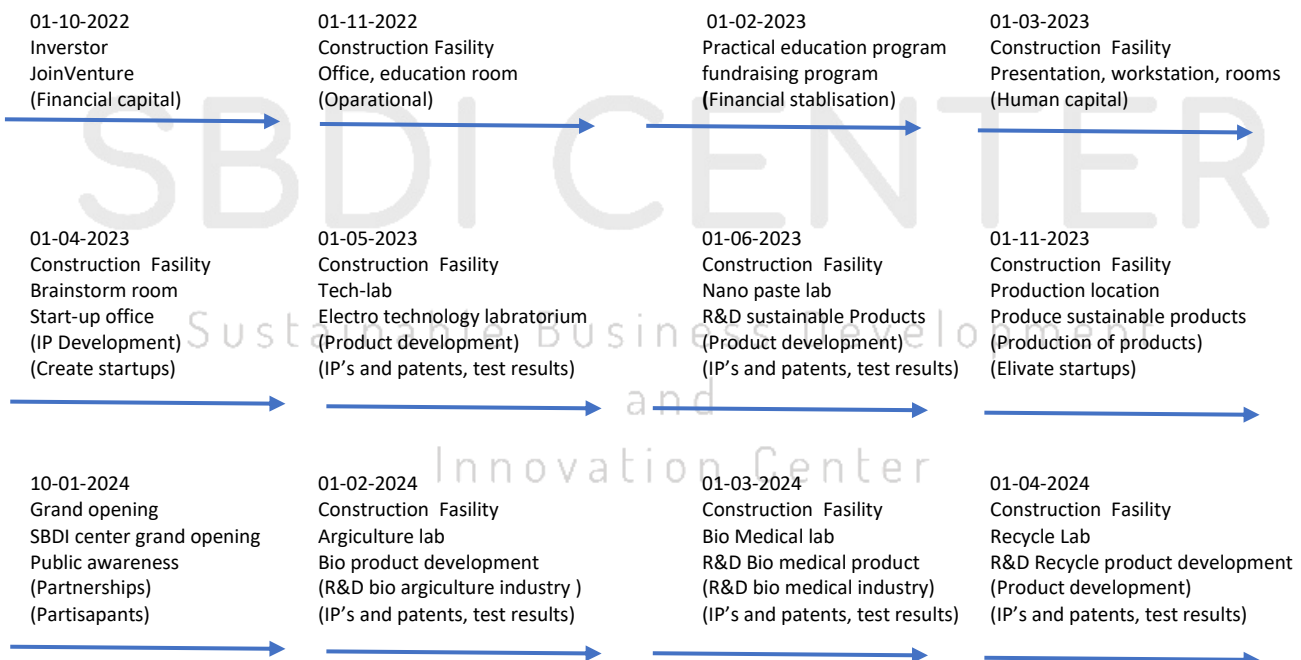 01-10-2022
Inverstor
JoinVenture
(Financial capital)
01-11-2022
Construction Fasility
Office, education room
(Oparational)
01-02-2023
Practical education program
fundraising program
(Financial stablisation)
01-03-2023
Construction Fasility
Presentation, workstation, rooms
(Human capital)
SBDI CENTER
01-04-2023
Construction Fasility
Brainstorm room
Start-up office
(IP Development)
(Create startups)
01-05-2023
Construction Fasility
Tech-lab
Electro technology labratorium
(Product development)
(IP's and patents, test results)
01-06-2023
Construction Fasility
Nano paste lab
R&D sustainable Products
(Product development)
(IP's and patents, test results)
01-11-2023
Construction Fasility
Production location
Produce sustainable products
(Production of products)
(Elivate startups)
Sustainable Business Development
and
Innovation Center
10-01-2024
Grand opening
SBDI center grand opening
Public awareness
(Partnerships)
(Partisapants)
01-02-2024
Construction Fasility
Argiculture lab
Bio product development
(R&D bio argiculture industry )
(IP's and patents, test results)
01-03-2024
Construction Fasility
Bio Medical lab
R&D Bio medical product
(R&D bio medical industry)
(IP's and patents, test results)
01-04-2024
Construction Fasility
Recycle Lab
R&D Recycle product development
(Product development)
(IP's and patents, test results)